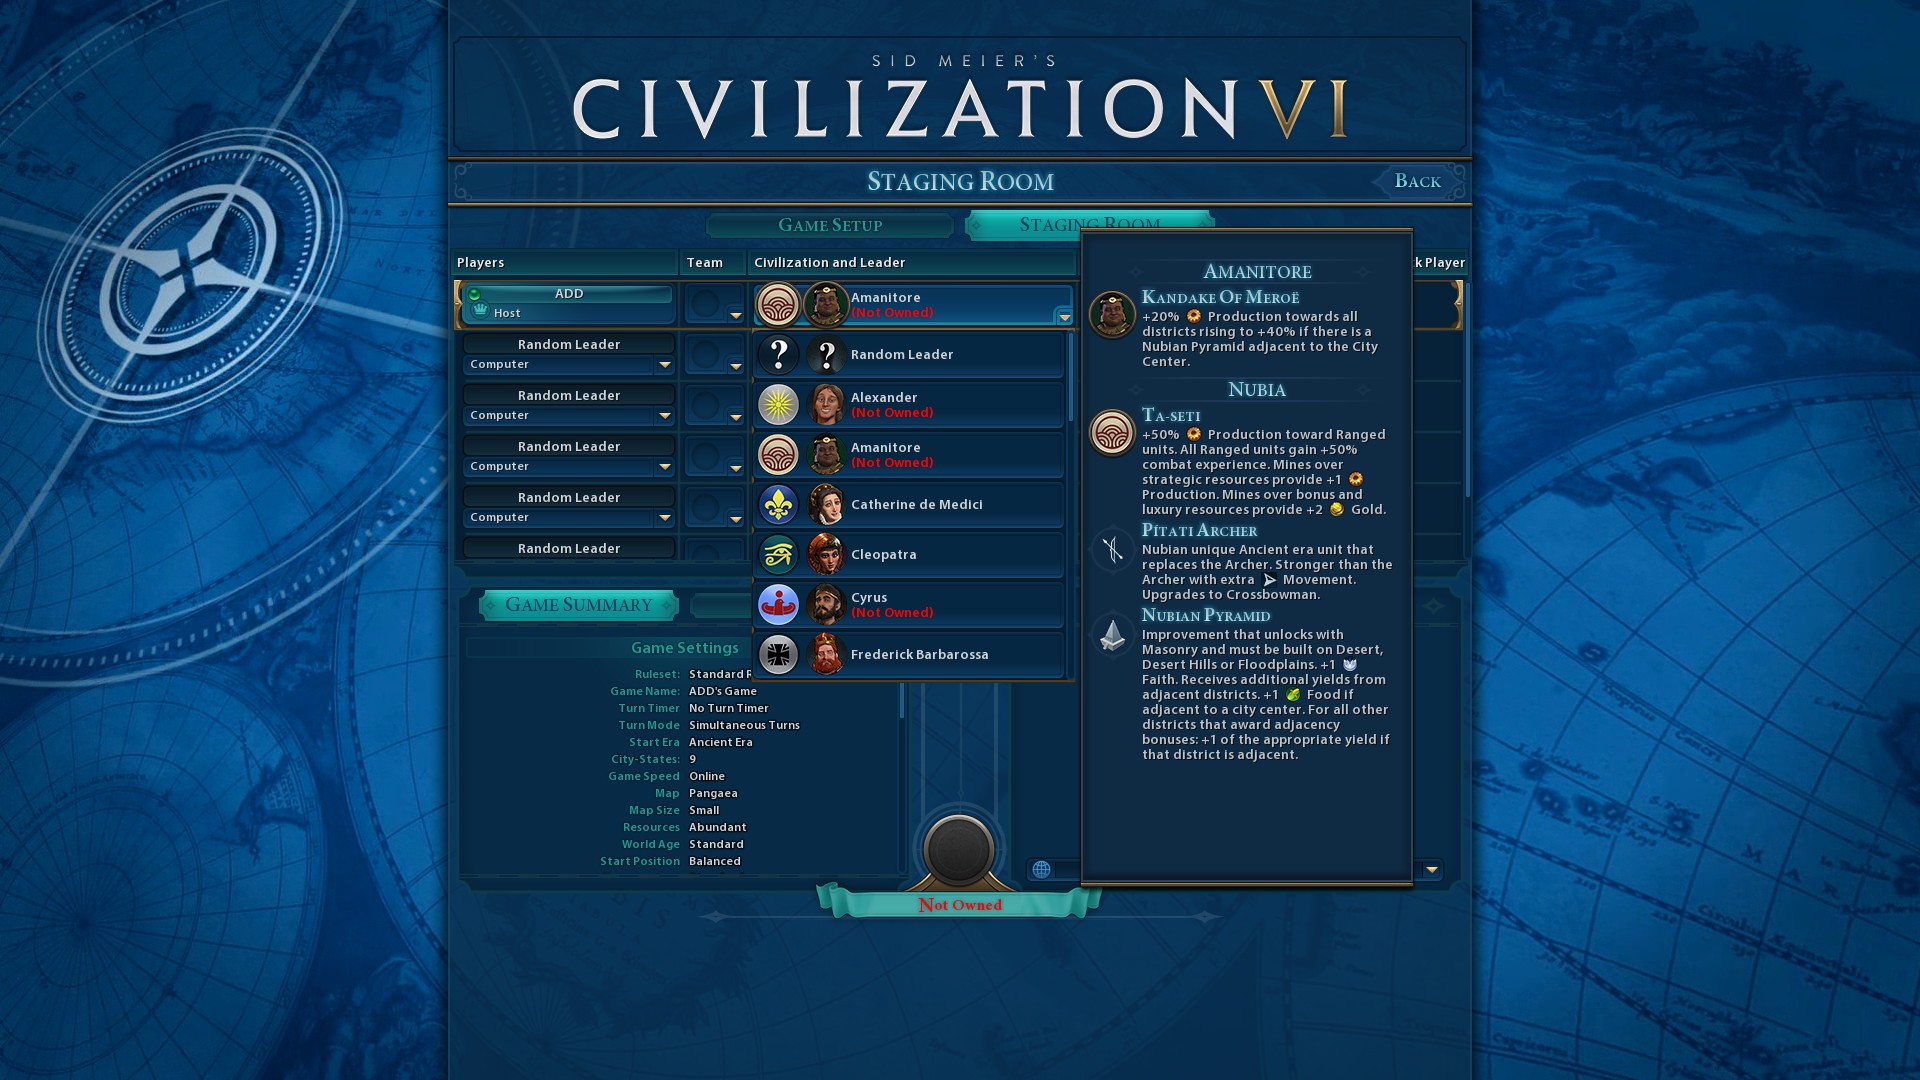 SID MEIER'S
CIVILIZATION VI
STAGING ROOM
BACK
GAME SETUP
STAGING ROOM
Players
Team
Civilization and Leader
k Player
ADD
Host
Random Leader
Computer
Random Leader
Computer
Random Leader
Computer
Random Leader
Computer
Random Leader
Amanitore
(Not Owned)
Random Leader
Alexander
(Not Owned)
Amanitore
(Not Owned)
Catherine de Medici
Cleopatra
Cyrus
(Not Owned)
Frederick Barbarossa
AMANITORE
KANDAKE OF MEROË
+20% Production towards all
districts rising to +40% if there is a
Nubian Pyramid adjacent to the City
Center.
NUBIA
TA-SETI
+50% Production toward Ranged
units. All Ranged units gain +50%
combat experience. Mines over
strategic resources provide +1
Production. Mines over bonus and
luxury resources provide +2 Gold.
PÍTATI ARCHER
Nubian unique Ancient era unit that
replaces the Archer. Stronger than the
Archer with extra Movement.
Upgrades to Crossbowman.
NUBIAN PYRAMID
Improvement that unlocks with
Masonry and must be built on Desert,
Desert Hills or Floodplains. +1
Faith. Receives additional yields from
adjacent districts. +1 Food if
adjacent to a city center. For all other
districts that award adjacency
bonuses: +1 of the appropriate yield if
that district is adjacent.
GAME SUMMARY
Game Settings
Ruleset: Standard R
Game Name: ADD's Game
Turn Timer No Turn Timer
Turn Mode Simultaneous Turns
Start Era Ancient Era
City-States: 9
Game Speed Online
Map Pangaea
Map Size Small
Resources Abundant
World Age Standard
Start Position Balanced
NOT OWNED